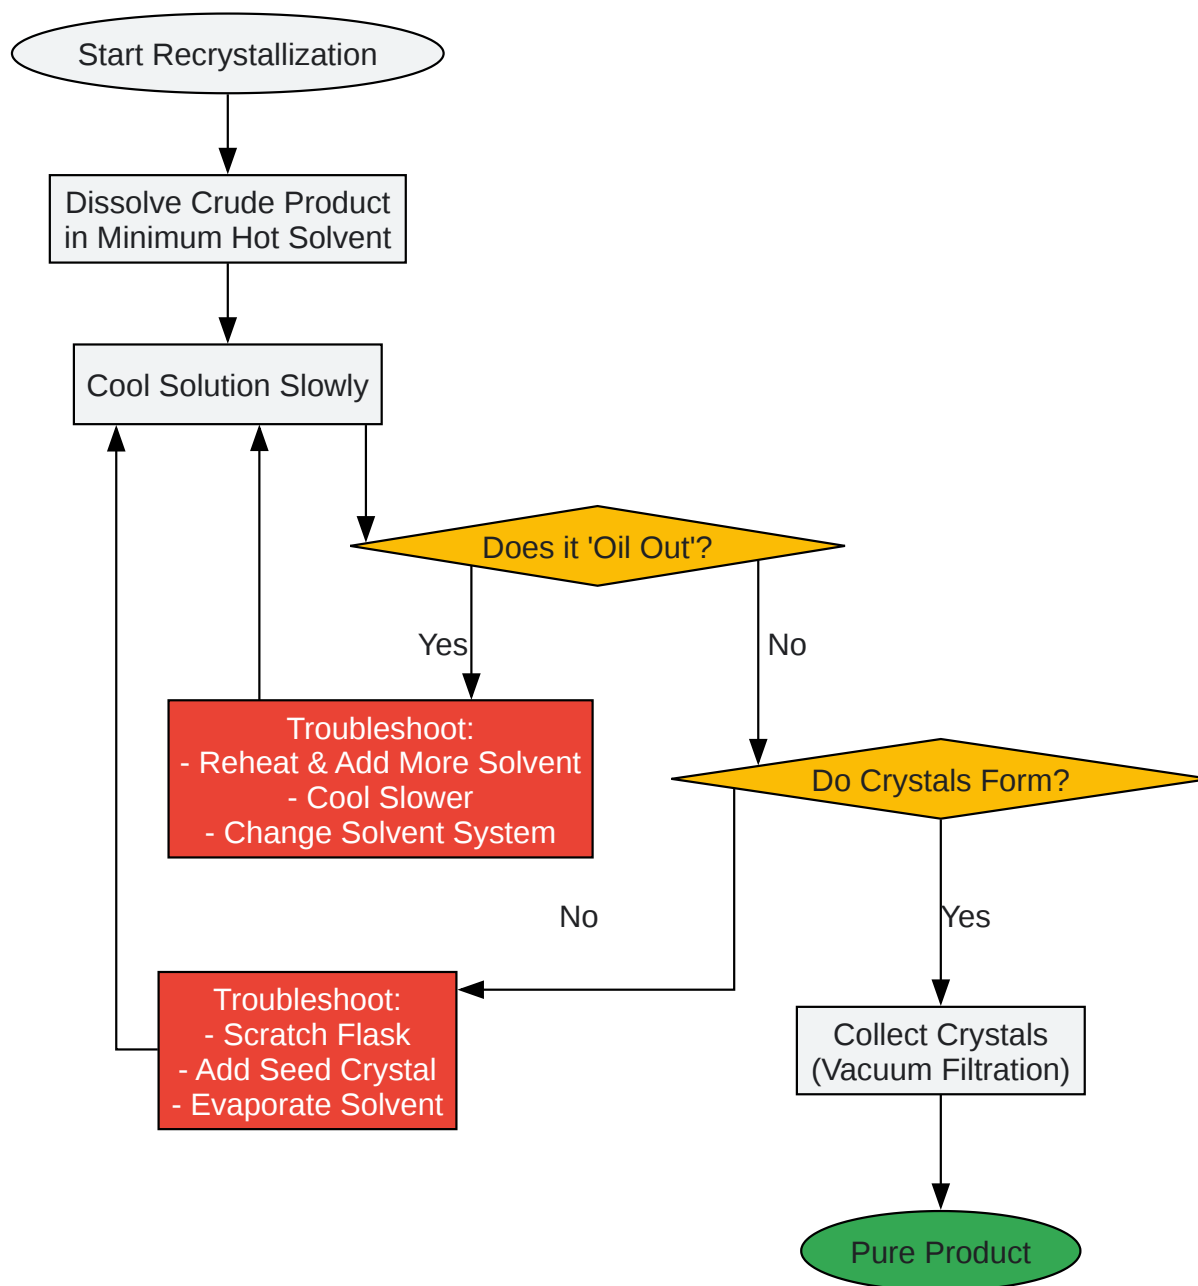 Start Recrystallization
Dissolve Crude Product
in Minimum Hot Solvent
Cool Solution Slowly
Does it 'Oil Out'?
Yes
No
Troubleshoot:
- Reheat & Add More Solvent
- Cool Slower
- Change Solvent System
Do Crystals Form?
No
Yes
Troubleshoot:
- Scratch Flask
- Add Seed Crystal
- Evaporate Solvent
Collect Crystals
(Vacuum Filtration)
Pure Product